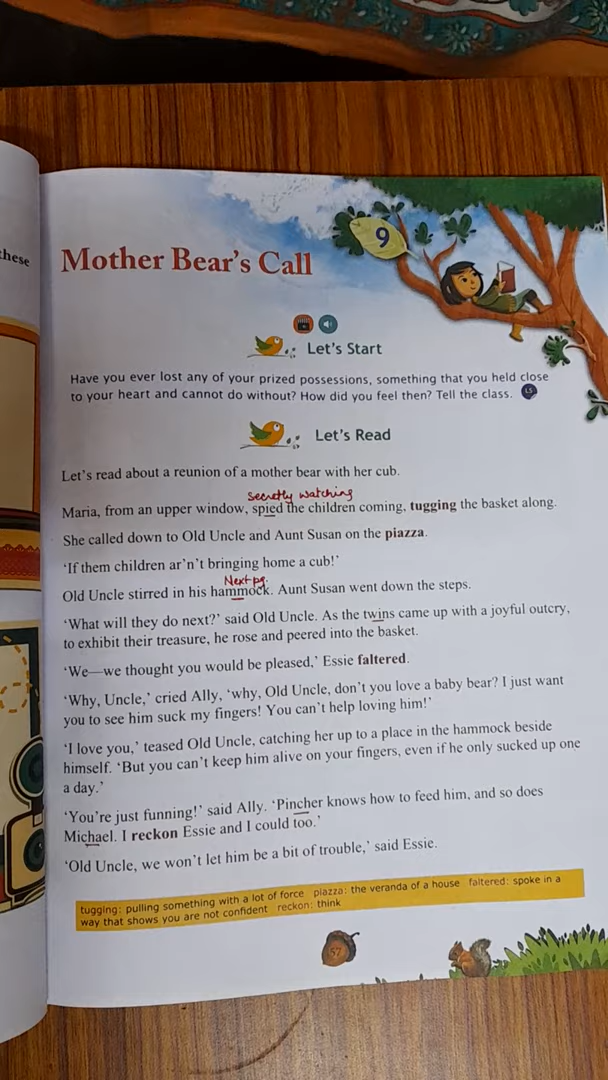 these
9
Mother Bear's Call
Let's Start
Have you ever lost any of your prized possessions, something that you held close
to your heart and cannot do without? How did you feel then? Tell the class. LS
Let's Read
Let's read about a reunion of a mother bear with her cub.
secretly watching
Maria, from an upper window, spied the children coming, tugging the basket along.
She called down to Old Uncle and Aunt Susan on the piazza.
‘If them children ar'n't bringing home a cub!’
Next pg.
Old Uncle stirred in his hammock. Aunt Susan went down the steps.
‘What will they do next?’ said Old Uncle. As the twins came up with a joyful outcry,
to exhibit their treasure, he rose and peered into the basket.
‘We—we thought you would be pleased,’ Essie faltered.
‘Why, Uncle,’ cried Ally, ‘why, Old Uncle, don't you love a baby bear? I just want
you to see him suck my fingers! You can't help loving him!’
‘I love you,’ teased Old Uncle, catching her up to a place in the hammock beside
himself. ‘But you can't keep him alive on your fingers, even if he only sucked up one
a day.’
‘You're just funning!’ said Ally. ‘Pincher knows how to feed him, and so does
Michael. I reckon Essie and I could too.’
‘Old Uncle, we won't let him be a bit of trouble,’ said Essie.
tugging: pulling something with a lot of force piazza: the veranda of a house faltered: spoke in a
way that shows you are not confident reckon: think
57